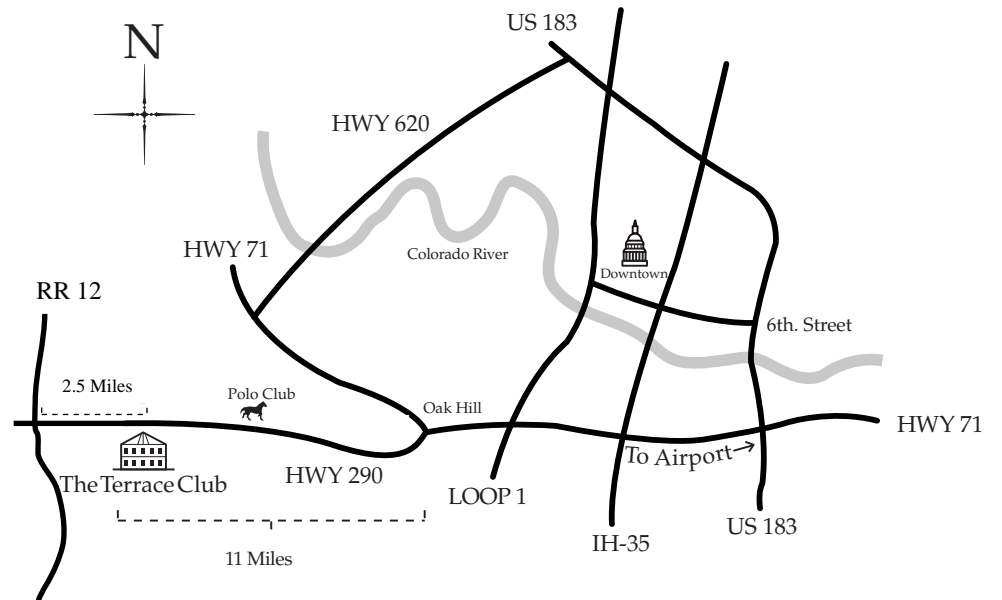 US 183
N
HWY 620
HWY 71
Colorado River
Downtown
RR 12
6th. Street
2.5 Miles
Polo Club
Oak Hill
HWY 71
To Airport→
HWY 290
The Terrace Club
LOOP 1
US 183
IH-35
11 Miles